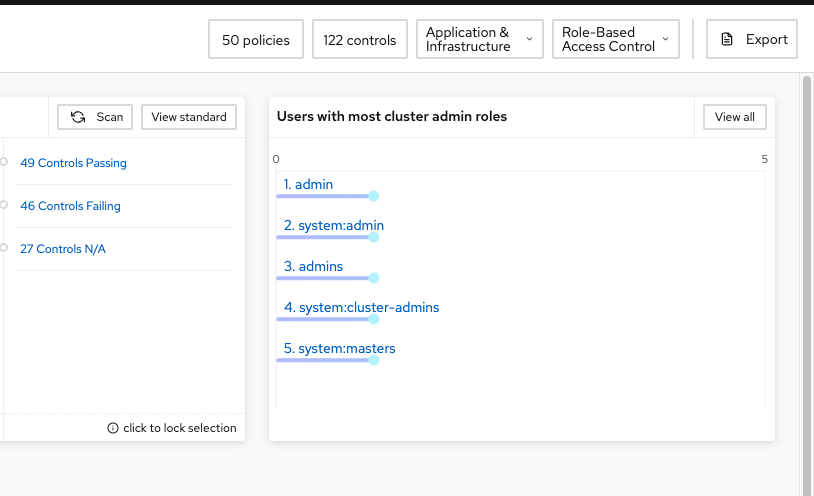 50 policies
122 controls
Application &
Infrastructure
Role-Based
Access Control
Export
Scan
View standard
Users with most cluster admin roles
View all
49 Controls Passing
46 Controls Failing
27 Controls N/A
click to lock selection
0
5
1. admin
2. system:admin
3. admins
4. system:cluster-admins
5. system:masters